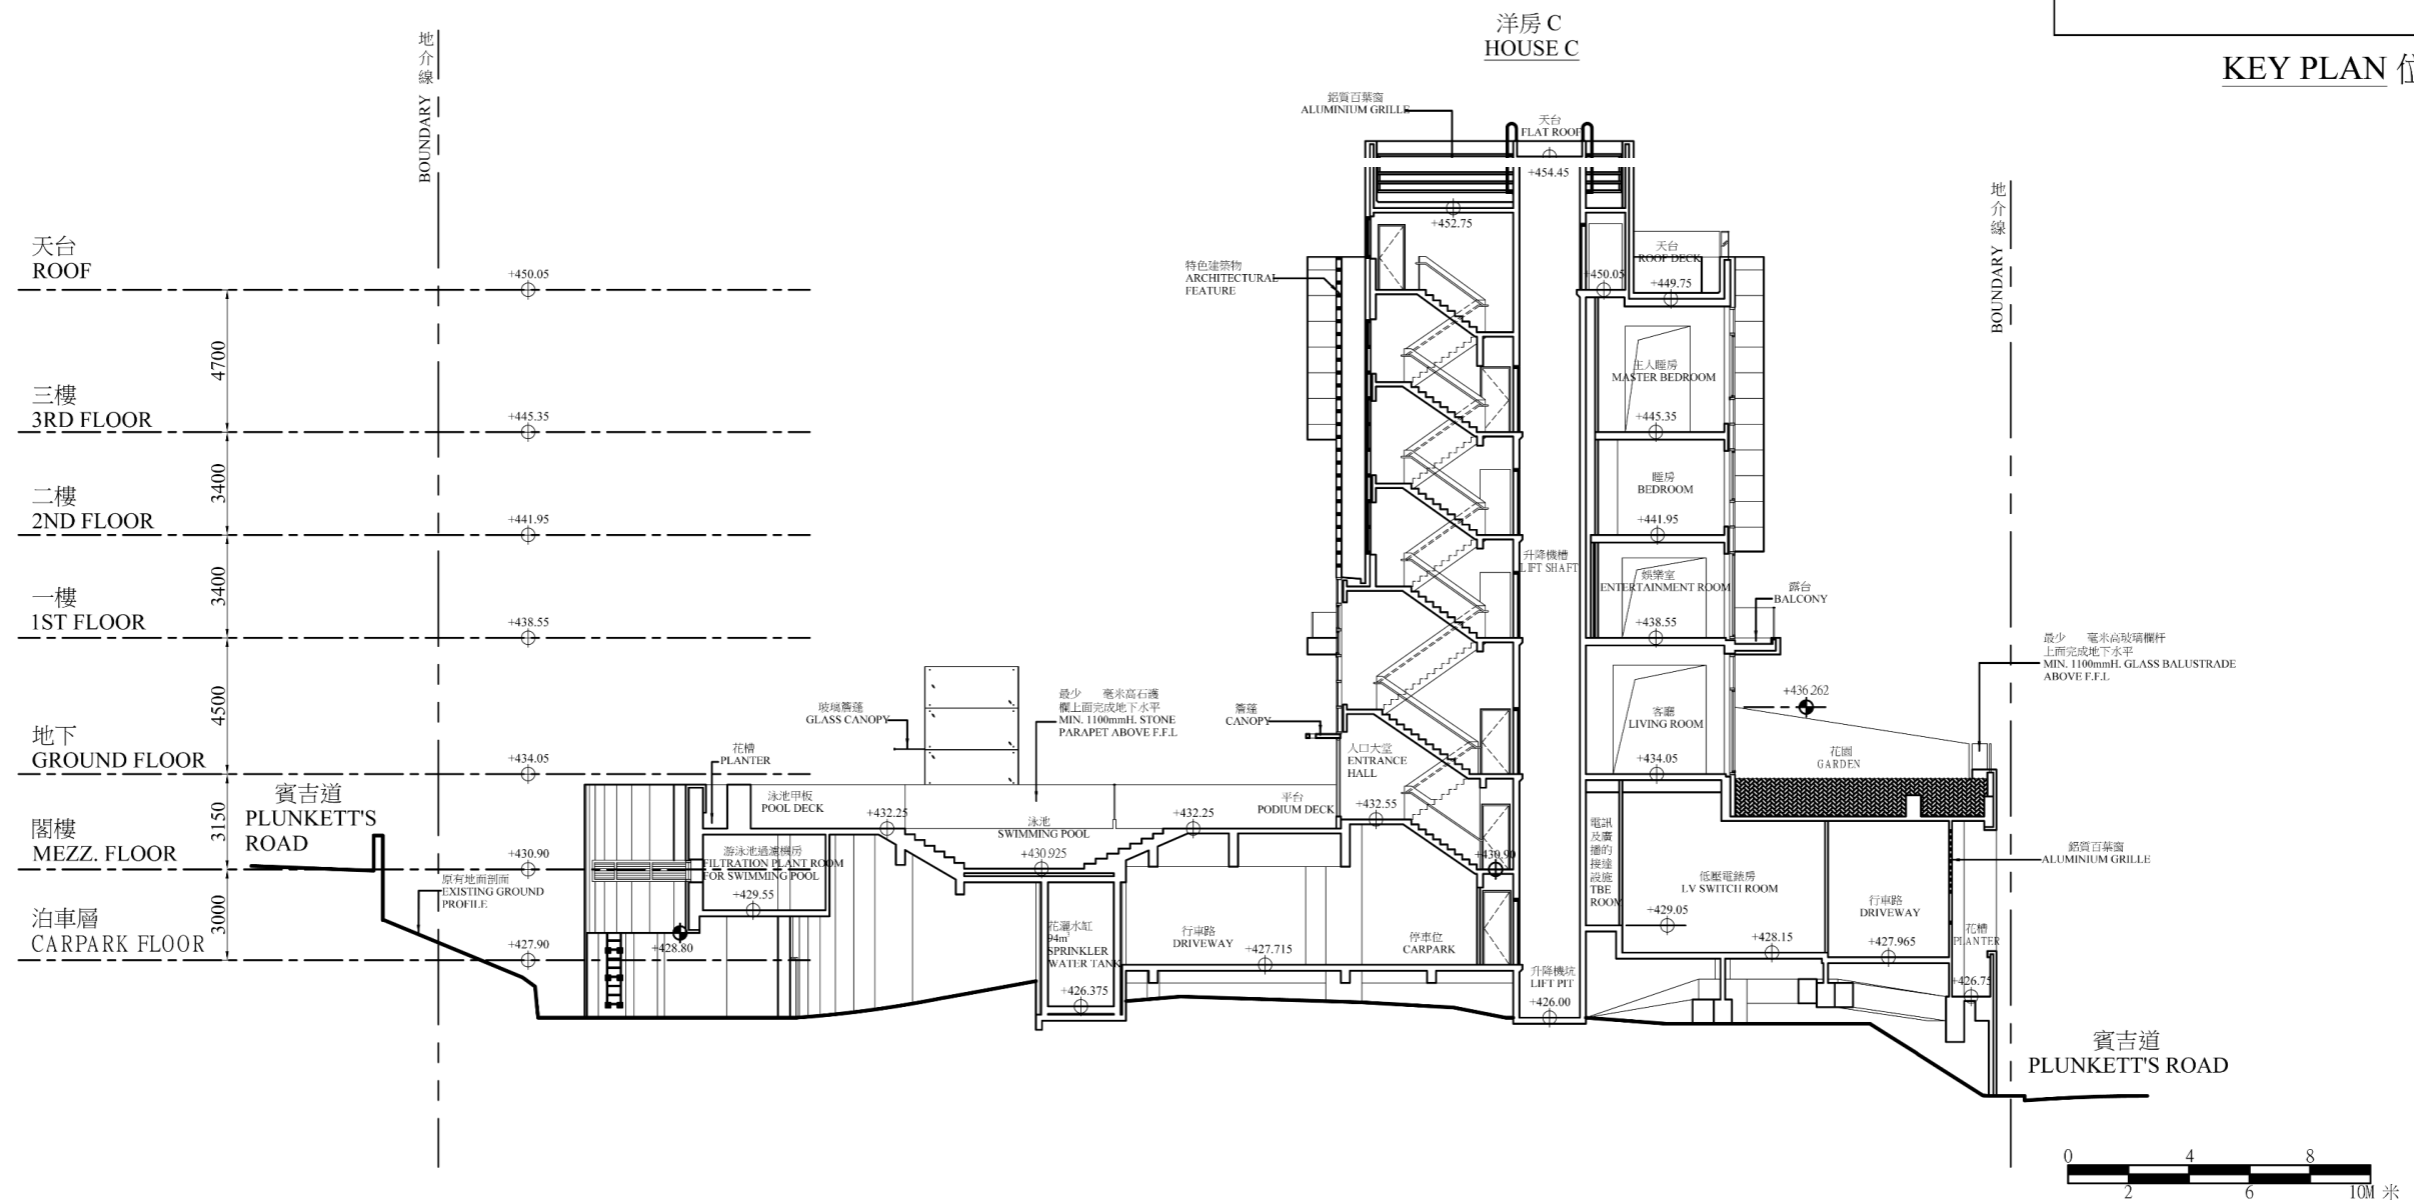 洋房 C
HOUSE C
KEY PLAN
地介線 BOUNDARY
地介線 BOUNDARY
鋁質百葉窗
ALUMINIUM GRILLE
天台
FLAT ROOF
+454.45
+452.75
特色建築物
ARCHITECTURAL
FEATURE
天台
ROOF DECK
+450.05
+449.75
天台
ROOF
+450.05
4700
三樓
3RD FLOOR
+445.35
3400
二樓
2ND FLOOR
+441.95
3400
一樓
1ST FLOOR
+438.55
4500
地下
GROUND FLOOR
+434.05
3150
閣樓
MEZZ. FLOOR
+430.90
3000
泊車層
CARPARK FLOOR
+427.90
賓吉道
PLUNKETT'S
ROAD
原有地面剖面
EXISTING GROUND
PROFILE
主人睡房
MASTER BEDROOM
+445.35
睡房
BEDROOM
+441.95
升降機槽
LIFT SHAFT
娛樂室
ENTERTAINMENT ROOM
+438.55
露台
BALCONY
最少 毫米高玻璃欄杆
上面完成地下水平
MIN. 1100mmH. GLASS BALUSTRADE
ABOVE F.F.L
+436.262
客廳
LIVING ROOM
+434.05
花園
GARDEN
玻璃簷篷
GLASS CANOPY
最少 毫米高石護
欄上面完成地下水平
MIN. 1100mmH. STONE
PARAPET ABOVE F.F.L
簷篷
CANOPY
花槽
PLANTER
入口大堂
ENTRANCE
HALL
泳池甲板
POOL DECK
+432.25
泳池
SWIMMING POOL
+430.925
平台
PODIUM DECK
+432.25
+432.55
+430.90
游泳池過濾機房
FILTRATION PLANT ROOM
FOR SWIMMING POOL
+429.55
+428.80
花灑水缸
94m³
SPRINKLER
WATER TANK
+426.375
行車路
DRIVEWAY
+427.715
停車位
CARPARK
升降機坑
LIFT PIT
+426.00
電訊
及廣
播的
接達
設施
TBE
ROOM
低壓電錶房
LV SWITCH ROOM
+429.05
+428.15
行車路
DRIVEWAY
+427.965
鋁質百葉窗
ALUMINIUM GRILLE
花槽
PLANTER
+426.75
賓吉道
PLUNKETT'S ROAD
0 4 8
2 6 10M 米